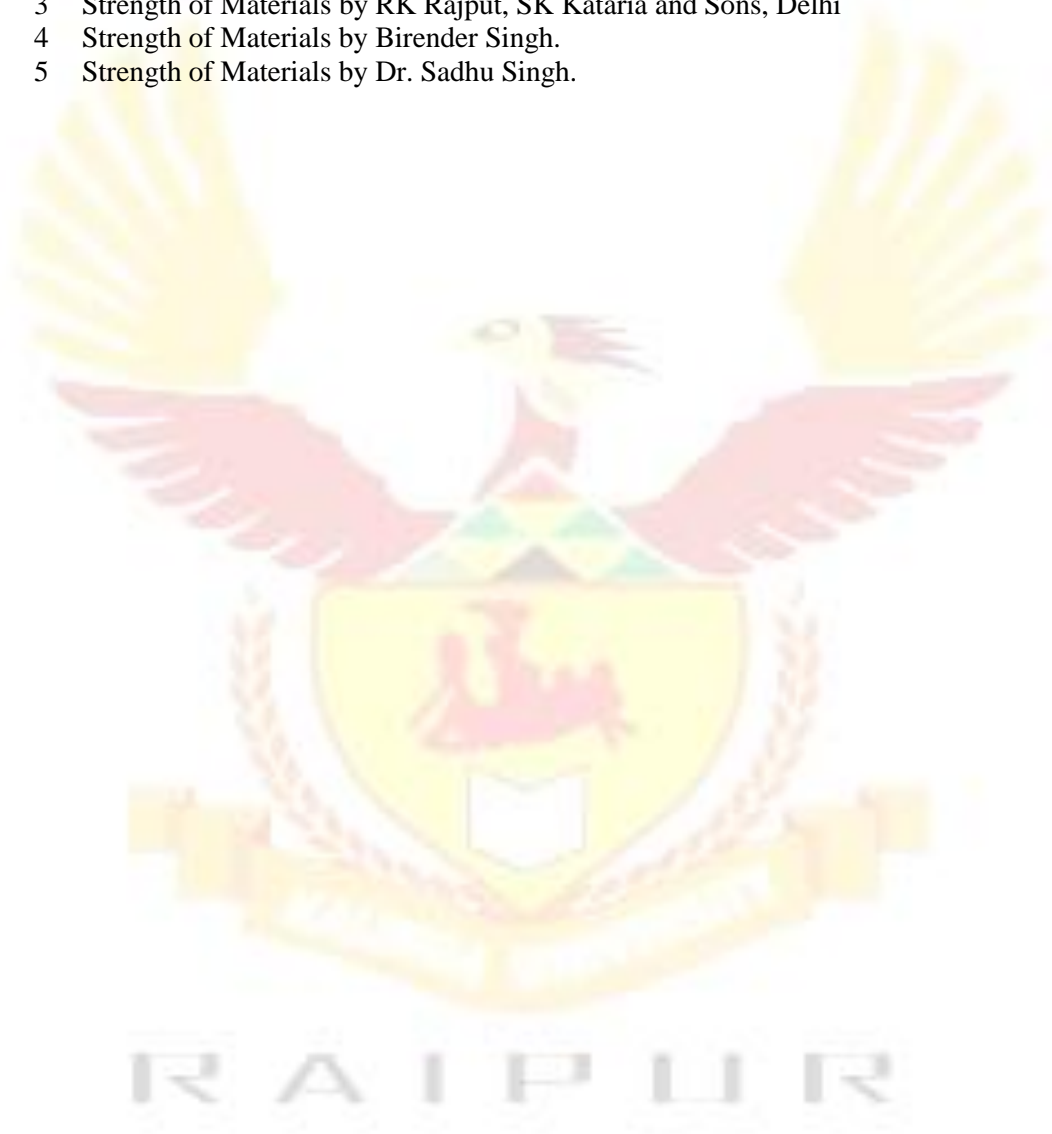 3 Strength of Materials by RK Rajput, SK Kataria and Sons, Delhi
4 Strength of Materials by Birender Singh.
5 Strength of Materials by Dr. Sadhu Singh.
RAIPUR